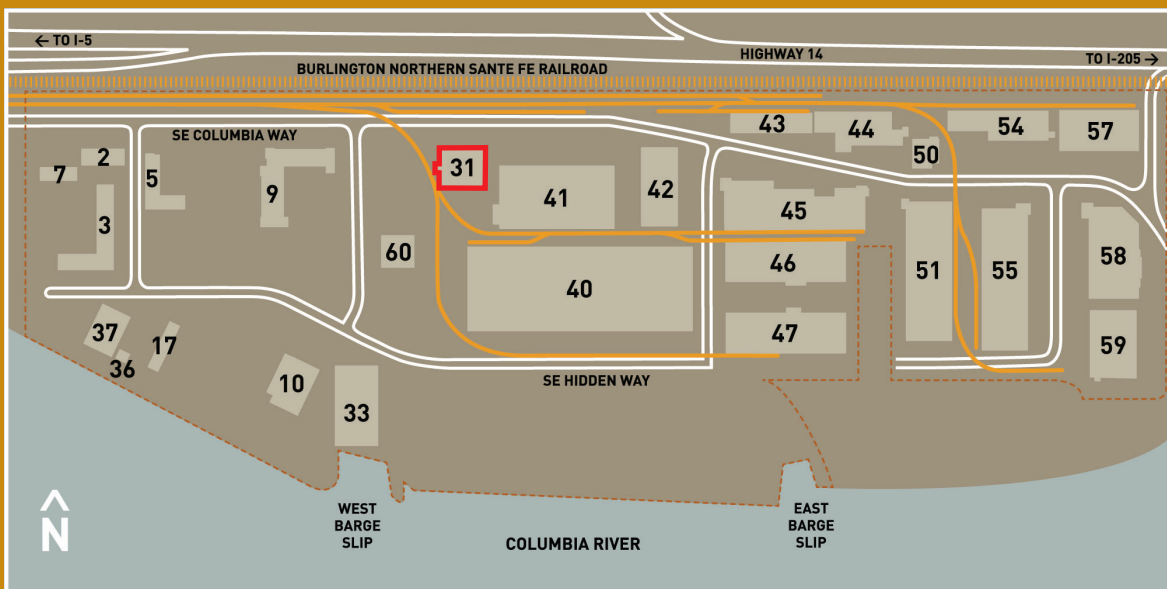 ← TO I-5
HIGHWAY 14
TO I-205 →
BURLINGTON NORTHERN SANTE FE RAILROAD
SE COLUMBIA WAY
43
44
54
57
50
2
7
5
9
31
41
42
3
45
60
46
40
51
55
58
47
59
37
17
36
10
33
SE HIDDEN WAY
N
WEST
BARGE
SLIP
EAST
BARGE
SLIP
COLUMBIA RIVER